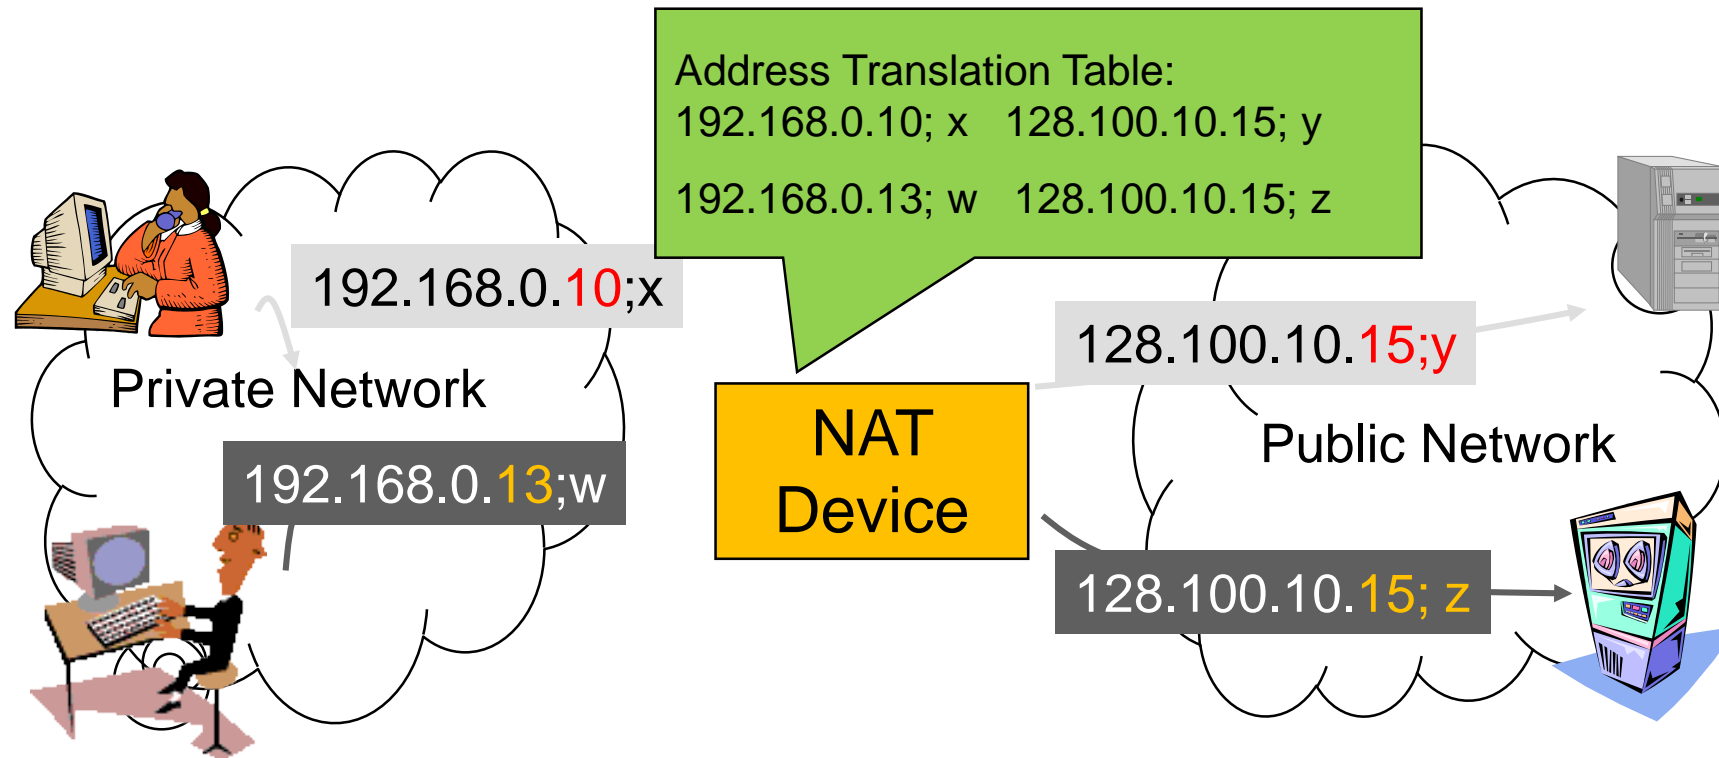 Address Translation Table:
192.168.0.10; x 128.100.10.15; y
192.168.0.13; w 128.100.10.15; z
192.168.0.10;x
128.100.10.15;y
Private Network
NAT
Device
Public Network
192.168.0.13;w
128.100.10.15; z